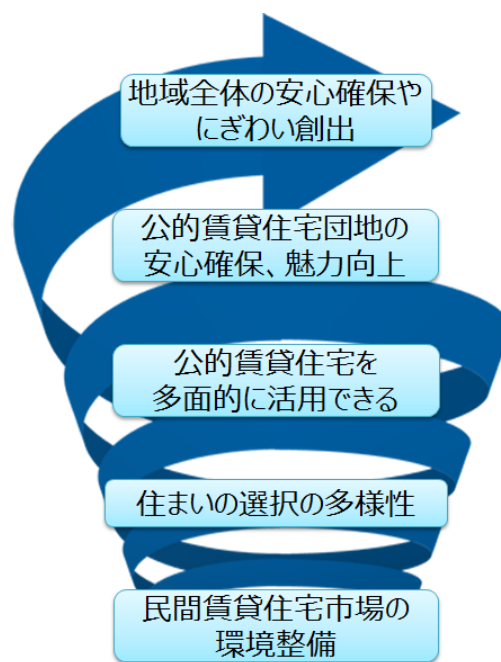 地域全体の安心確保や
にぎわい創出
公的賃貸住宅団地の
安心確保、魅力向上
公的賃貸住宅を
多面的に活用できる
住まいの選択の多様性
民間賃貸住宅市場の
環境整備